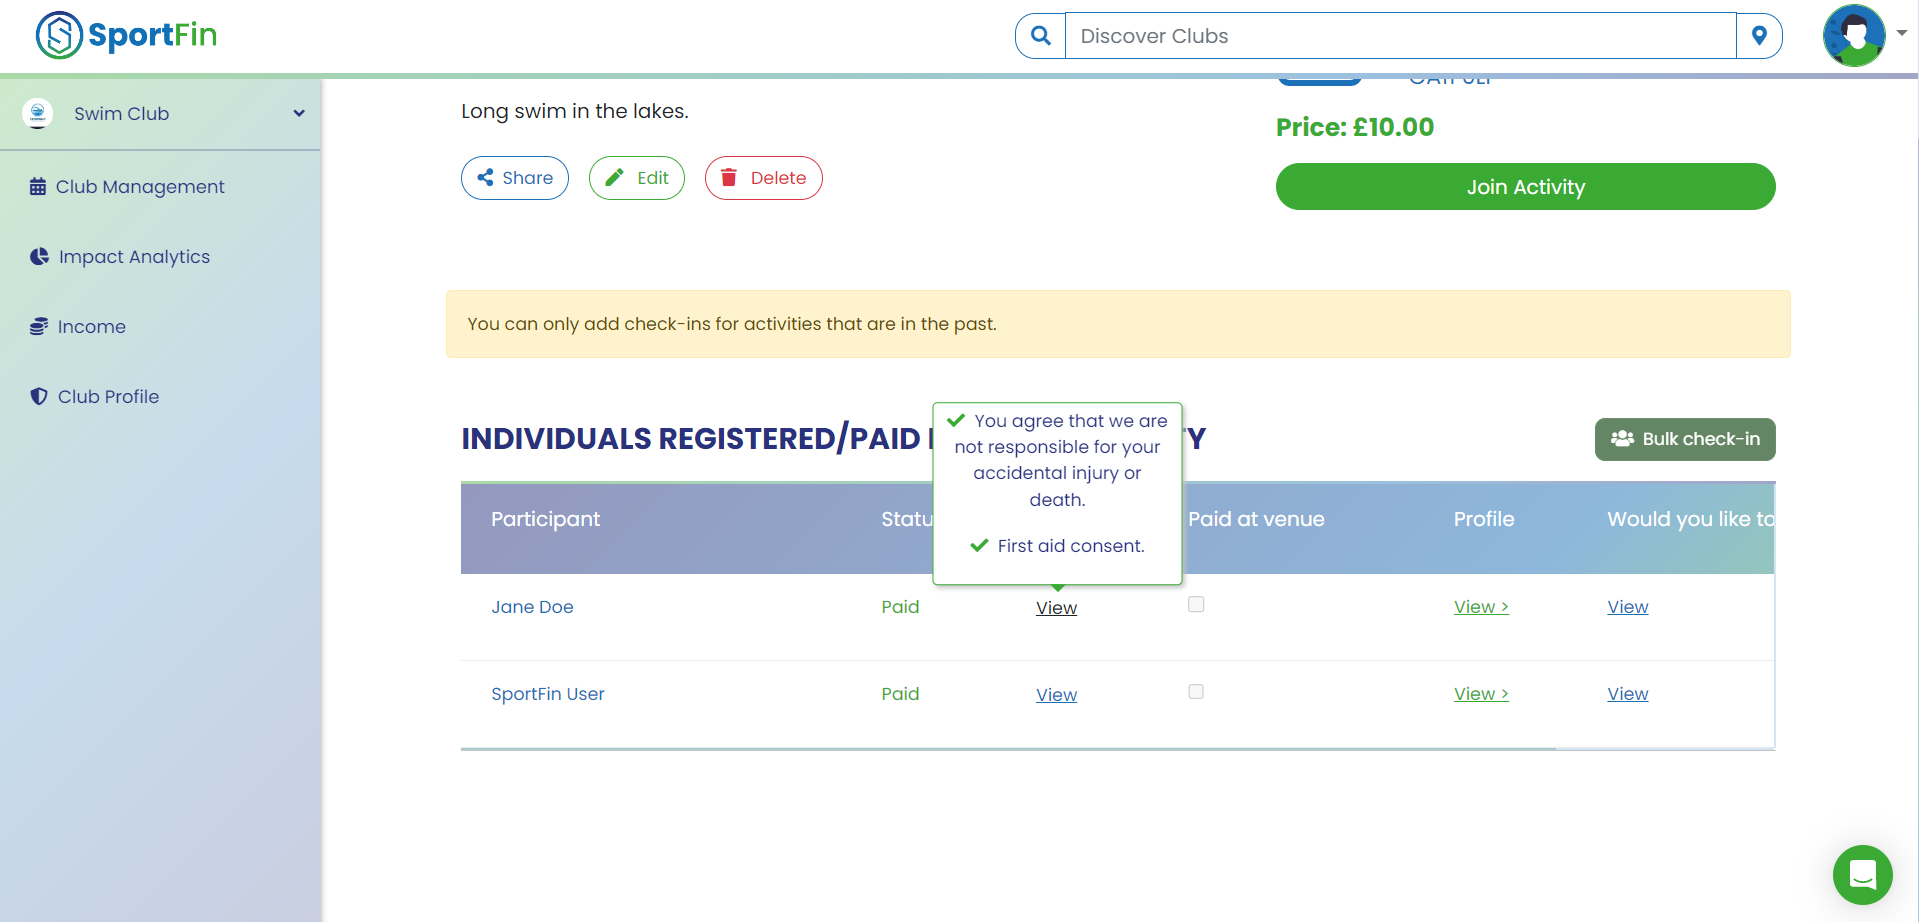 SportFin
Discover Clubs
Swim Club
Club Management
Impact Analytics
Income
Club Profile
Long swim in the lakes.
Share
Edit
Delete
Price: £10.00
Join Activity
You can only add check-ins for activities that are in the past.
INDIVIDUALS REGISTERED/PAID
Bulk check-in
You agree that we are
not responsible for your
accidental injury or
death.
First aid consent.
Participant Statu Paid at venue Profile Would you like to
Jane Doe Paid View View > View
SportFin User Paid View View > View